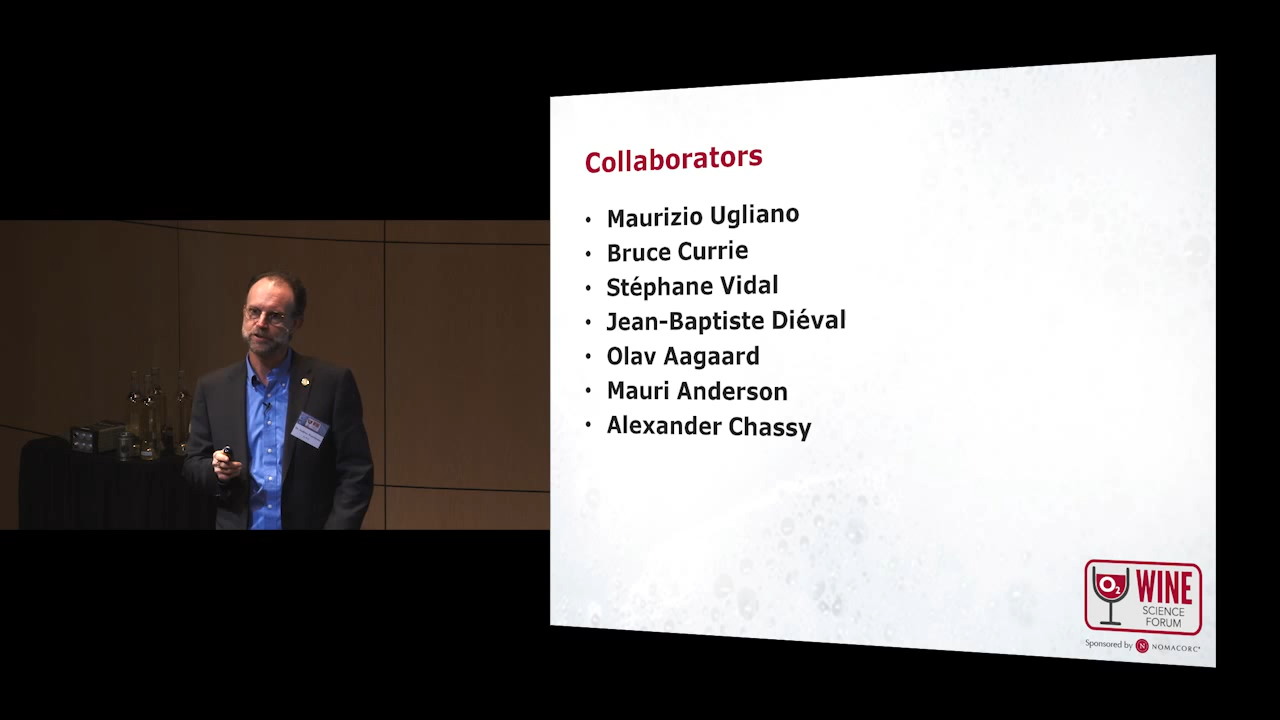 Collaborators
• Maurizio Ugliano
• Bruce Currie
• Stéphane Vidal
• Jean-Baptiste Diéval
• Olav Aagaard
• Mauri Anderson
• Alexander Chassy
O2 WINE
SCIENCE
FORUM
Sponsored by N NOMACORC